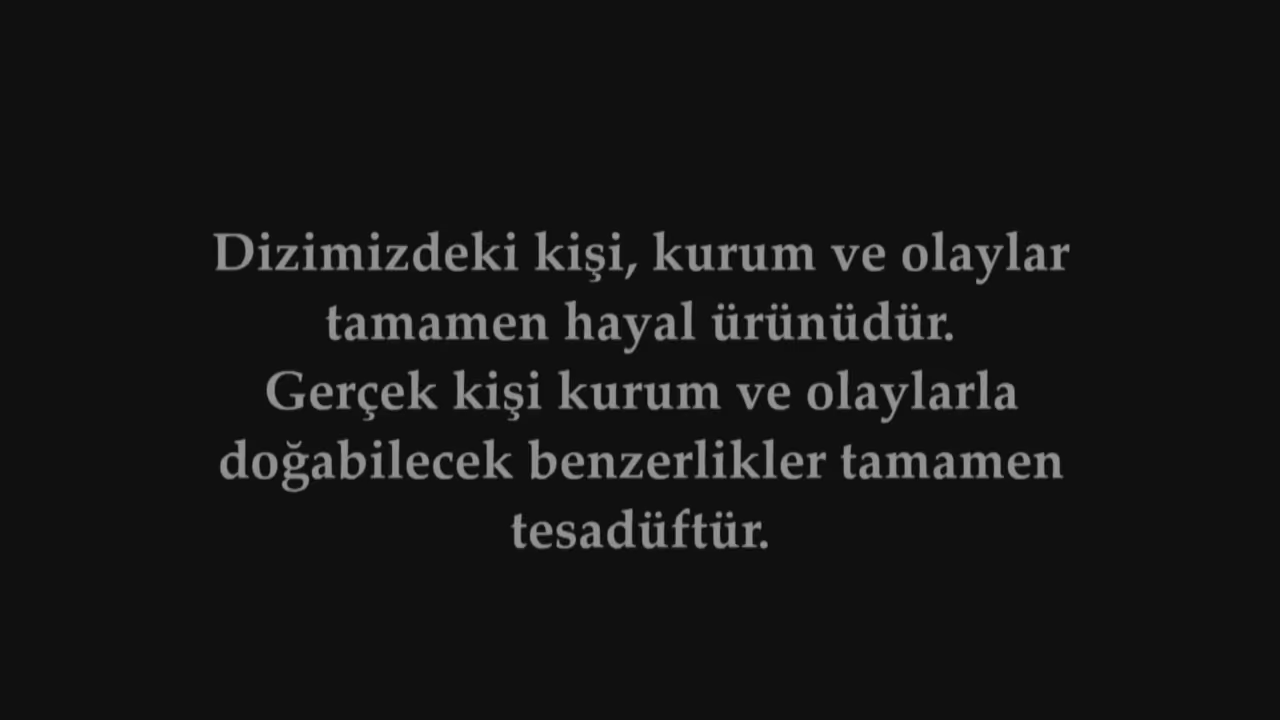 Dizimizdeki kişi, kurum ve olaylar
tamamen hayal ürünüdür.
Gerçek kişi kurum ve olaylarla
doğabilecek benzerlikler tamamen
tesadüftür.